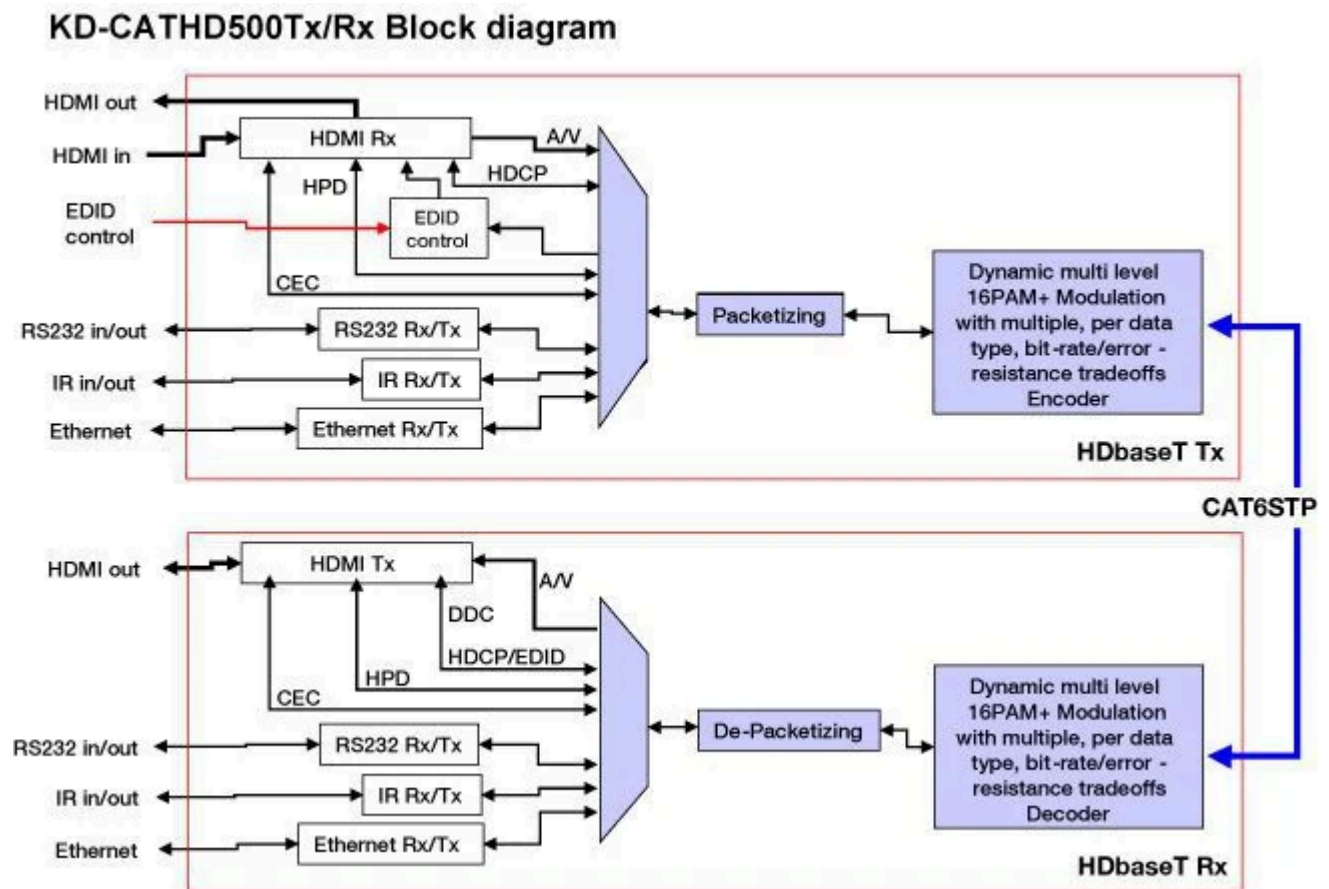 KD-CATHD500Tx/Rx Block diagram
HDMI out
HDMI in
EDID
control
RS232 in/out
IR in/out
Ethernet
HDMI Rx
A/V
HDCP
HPD
EDID
control
CEC
RS232 Rx/Tx
IR Rx/Tx
Ethernet Rx/Tx
Packetizing
Dynamic multi level
16PAM+ Modulation
with multiple, per data
type, bit-rate/error -
resistance tradeoffs
Encoder
HDbaseT Tx
CAT6STP
HDMI out
RS232 in/out
IR in/out
Ethernet
HDMI Tx
A/V
DDC
HDCP/EDID
HPD
CEC
RS232 Rx/Tx
IR Rx/Tx
Ethernet Rx/Tx
De-Packetizing
Dynamic multi level
16PAM+ Modulation
with multiple, per data
type, bit-rate/error -
resistance tradeoffs
Decoder
HDbaseT Rx